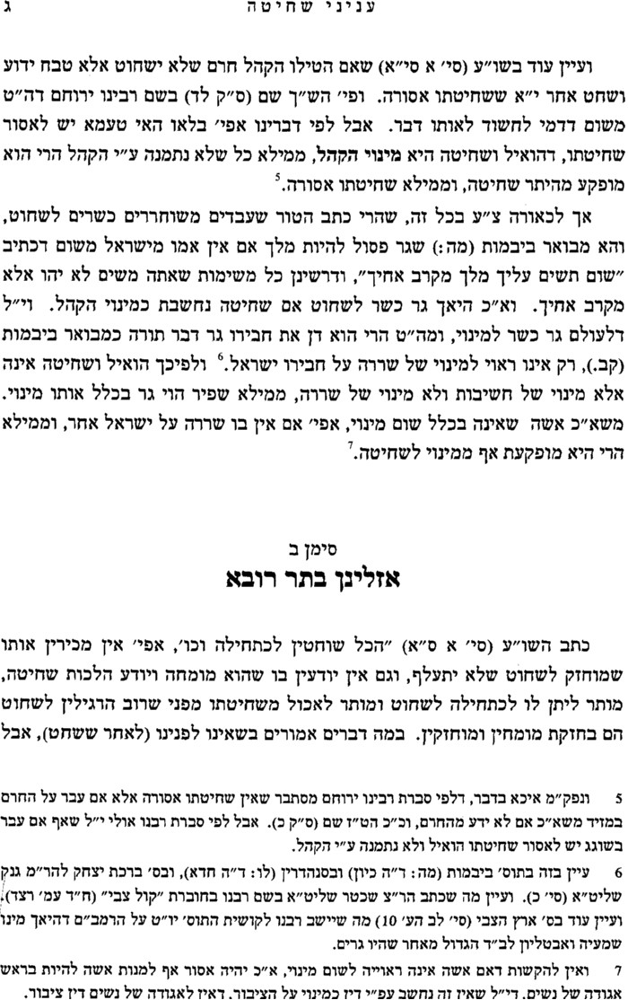 עניני שחיטה ג
ועיין עוד בשו״ע (סי׳ א סי״א) שאם הטילו הקהל חרם שלא ישחוט אלא טבח ידוע
ושחט אחר י״א ששחיטתו אסורה. ופי׳ הש״ך שם (ס״ק לד) בשם רבינו ירוחם דה״ט
משום דדמי לחשוד לאותו דבר. אבל לפי דברינו אפי׳ בלאו האי טעמא יש לאסור
שחיטתו, דהואיל ושחיטה היא מינוי הקהל, ממילא כל שלא נתמנה ע״י הקהל הרי הוא
מופקע מהיתר שחיטה, וממילא שחיטתו אסורה.5
אך לכאורה צ״ע בכל זה, שהרי כתב הטור שעבדים משוחררים כשרים לשחוט,
והא מבואר ביבמות (מה:) שגר פסול להיות מלך אם אין אמו מישראל משום דכתיב
״שום תשים עליך מלך מקרב אחיך״, ודרשינן כל משימות שאתה משים לא יהו אלא
מקרב אחיך. וא״כ היאך גר כשר לשחוט אם שחיטה נחשבת כמינוי הקהל. וי״ל
דלעולם גר כשר למינוי, ומה״ט הרי הוא דן את חבירו גר דבר תורה כמבואר ביבמות
(קב.), רק אינו ראוי למינוי של שררה על חבירו ישראל.6 ולפיכך הואיל ושחיטה אינה
אלא מינוי של חשיבות ולא מינוי של שררה, ממילא שפיר הוי גר בכלל אותו מינוי.
משא״כ אשה שאינה בכלל שום מינוי, אפי׳ אם אין בו שררה על ישראל אחר, וממילא
הרי היא מופקעת אף ממינוי לשחיטה.7
סימן ב
אזלינן בתר רובא
כתב השו״ע (סי׳ א ס״א) ״הכל שוחטין לכתחילה וכו׳, אפי׳ אין מכירין אותו
שמוחזק לשחוט שלא יתעלף, וגם אין יודעין בו שהוא מומחה ויודע הלכות שחיטה,
מותר ליתן לו לכתחילה לשחוט ומותר לאכול משחיטתו מפני שרוב הרגילין לשחוט
הם בחזקת מומחין ומוחזקין. במה דברים אמורים בשאינו לפנינו (לאחר ששחט), אבל
5 ונפק״מ איכא בדבר, דלפי סברת רבינו ירוחם מסתבר שאין שחיטתו אסורה אלא אם עבר על החרם
במזיד משא״כ אם לא ידע מהחרם, וכ״כ הט״ז שם (ס״ק כ). אבל לפי סברת רבנו אולי י״ל שאף אם עבר
בשוגג יש לאסור שחיטתו הואיל ולא נתמנה ע״י הקהל.
6 עיין בזה בתוס׳ ביבמות (מה: ד״ה כיון) ובסנהדרין (לו: ד״ה חדא), ובס׳ ברכת יצחק להר״מ גנק
שליט״א (סי׳ כ). ועיין מה שכתב הר״צ שכטר שליט״א בשם רבנו בחוברת ״קול צבי״ (ח״ד עמ׳ רצד).
ועיין עוד בס׳ ארץ הצבי (סי׳ לב הע׳ 10) מה שיישב רבנו לקושית התוס׳ יו״ט על הרמב״ם דהיאך מינו
שמעיה ואבטליון לב״ד הגדול מאחר שהיו גרים.
7 ואין להקשות דאם אשה אינה ראוייה לשום מינוי, א״כ יהיה אסור אף למנות אשה להיות בראש
אגודה של נשים, די״ל שאין זה נחשב עפ״י דין כמינוי על הציבור, דאין לאגודה של נשים דין ציבור.